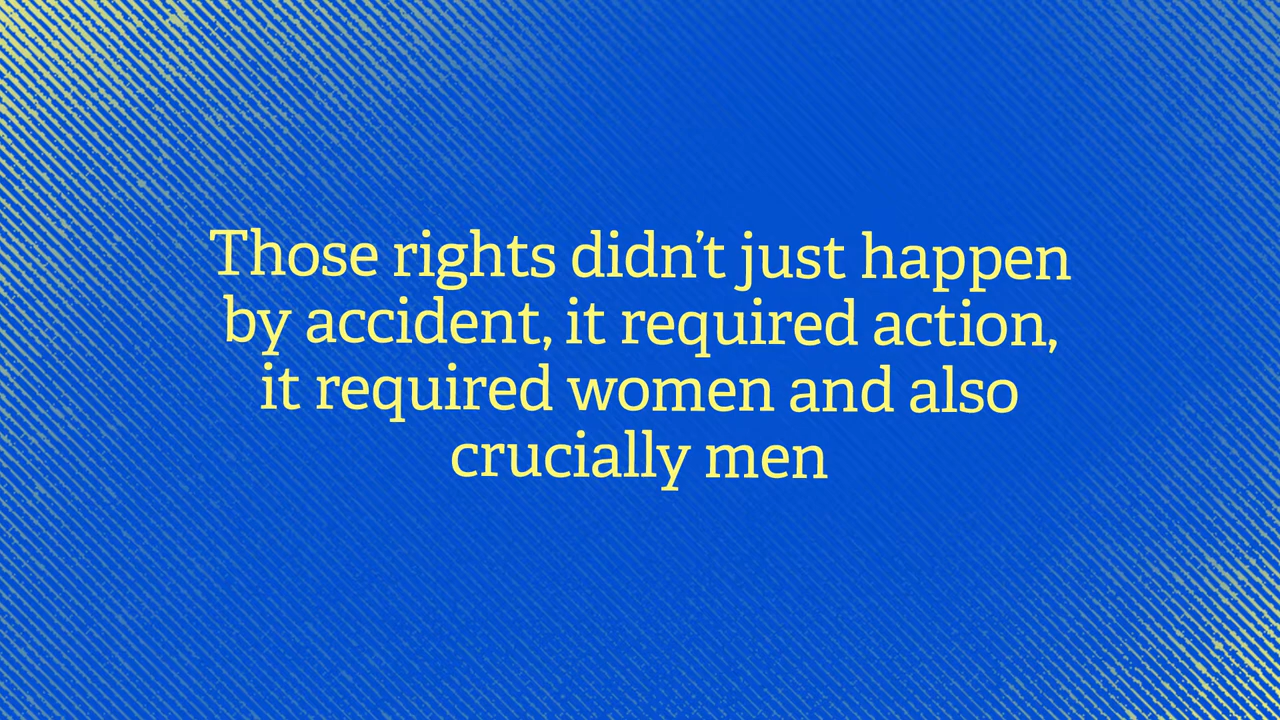 Those rights didn’t just happen
by accident, it required action,
it required women and also
crucially men